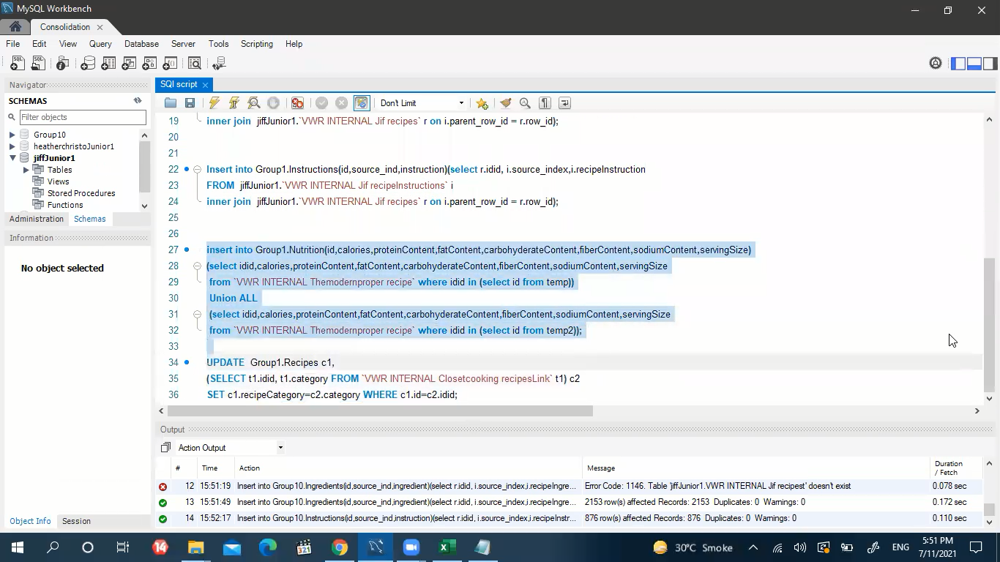 MySQL Workbench
Consolidation
File Edit View Query Database Server Tools Scripting Help
Navigator
SCHEMAS
Filter objects
Group10
heatherchristoJunior1
jiffJunior1
Tables
Views
Stored Procedures
Functions
Administration Schemas
Information
No object selected
Object Info Session
SQl script
Don't Limit
19 inner join jiffJunior1.`VWR INTERNAL Jif recipes` r on i.parent_row_id = r.row_id);
20
21
22 Insert into Group1.Instructions(id,source_ind,instruction)(select r.idid, i.source_index,i.recipeInstruction
23 FROM jiffJunior1.`VWR INTERNAL Jif recipeInstructions` i
24 inner join jiffJunior1.`VWR INTERNAL Jif recipes` r on i.parent_row_id = r.row_id);
25
26
27 insert into Group1.Nutrition(id,calories,proteinContent,fatContent,carbohyderateContent,fiberContent,sodiumContent,servingSize)
28 (select idid,calories,proteinContent,fatContent,carbohyderateContent,fiberContent,sodiumContent,servingSize
29 from `VWR INTERNAL Themodernproper recipe` where idid in (select id from temp))
30 Union ALL
31 (select idid,calories,proteinContent,fatContent,carbohyderateContent,fiberContent,sodiumContent,servingSize
32 from `VWR INTERNAL Themodernproper recipe` where idid in (select id from temp2));
33
34 UPDATE Group1.Recipes c1,
35 (SELECT t1.idid, t1.category FROM `VWR INTERNAL Closetcooking recipesLink` t1) c2
36 SET c1.recipeCategory=c2.category WHERE c1.id=c2.idid;
Output
Action Output
# Time Action Message Duration / Fetch
12 15:51:19 Insert into Group10.Ingredients(id,source_ind,ingredient)(select r.idid, i.source_index,i.recipeIngre... Error Code: 1146. Table 'jiffJunior1.VWR INTERNAL Jif recipest' doesn't exist 0.078 sec
13 15:51:49 Insert into Group10.Ingredients(id,source_ind,ingredient)(select r.idid, i.source_index,i.recipeIngre... 2153 row(s) affected Records: 2153 Duplicates: 0 Warnings: 0 0.172 sec
14 15:52:17 Insert into Group10.Instructions(id,source_ind,instruction)(select r.idid, i.source_index,i.recipeInstr... 876 row(s) affected Records: 876 Duplicates: 0 Warnings: 0 0.110 sec
14 321 30°C Smoke ENG 5:51 PM
7/11/2021